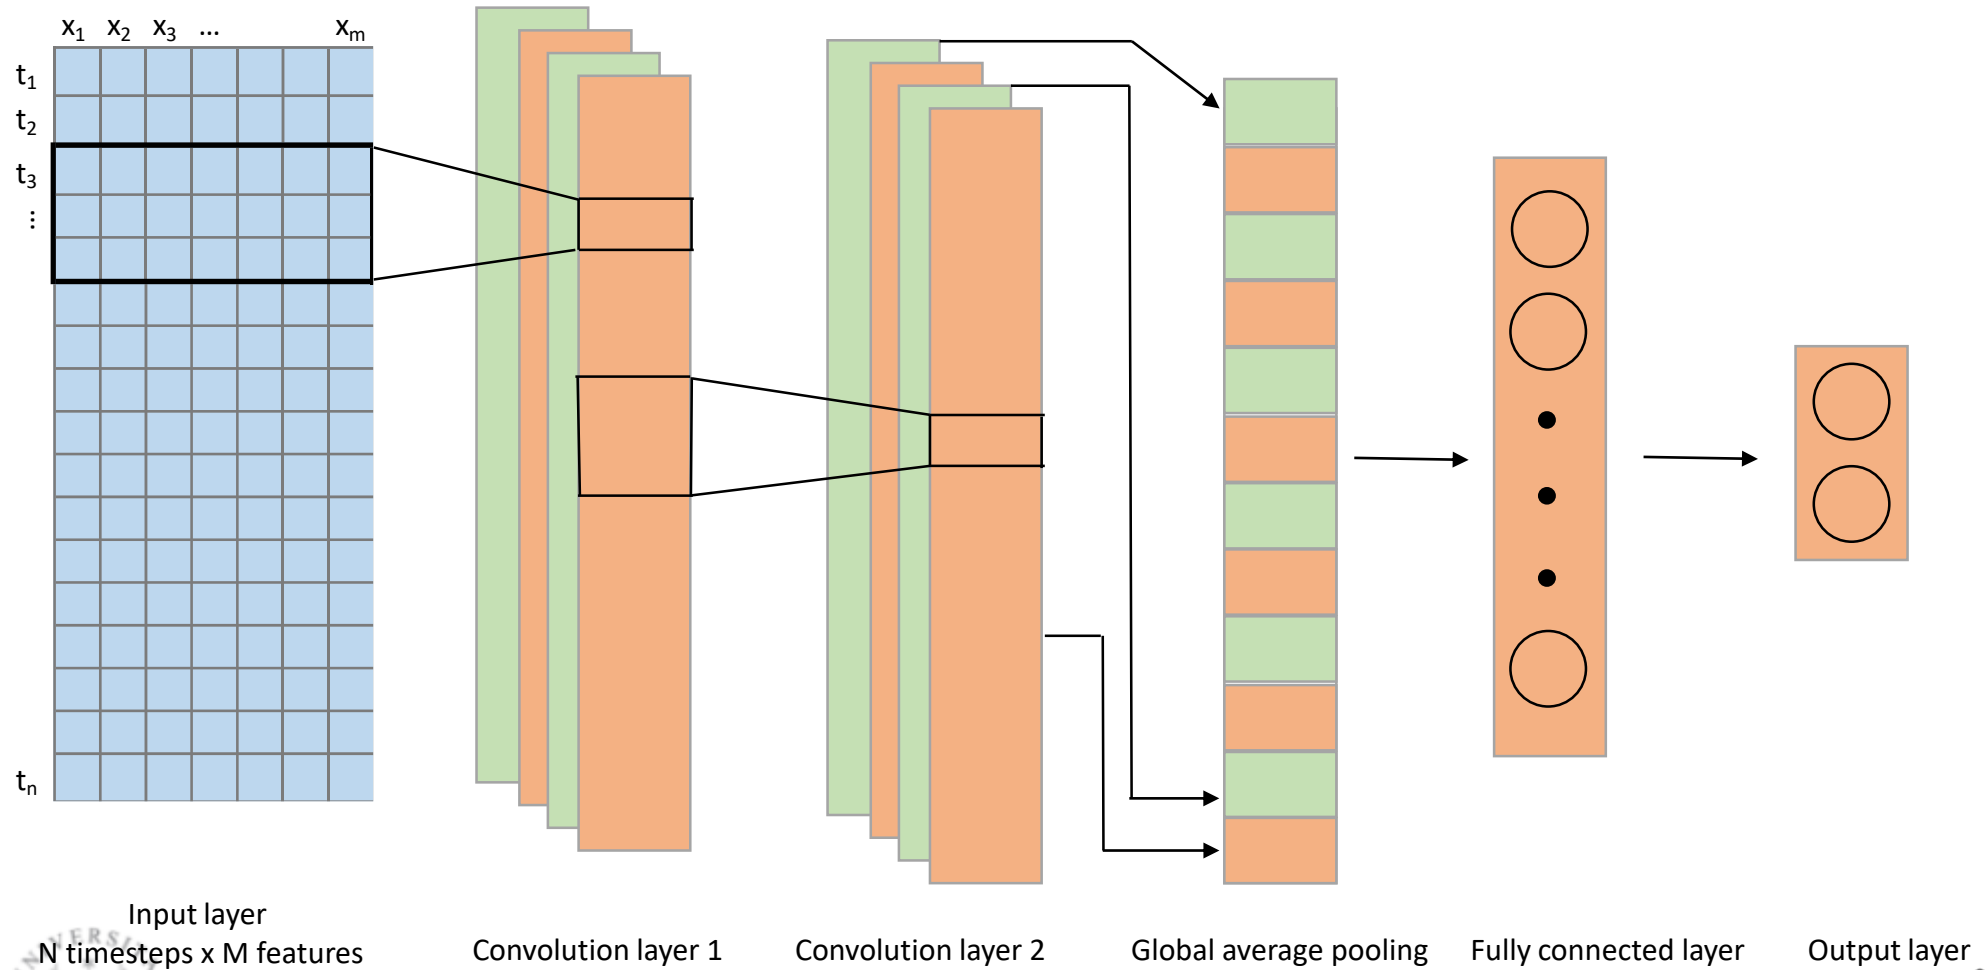 x1 x2 x3 ... xm
t1
t2
t3
...
tn
Input layer
N timesteps x M features
Convolution layer 1
Convolution layer 2
Global average pooling
Fully connected layer
Output layer